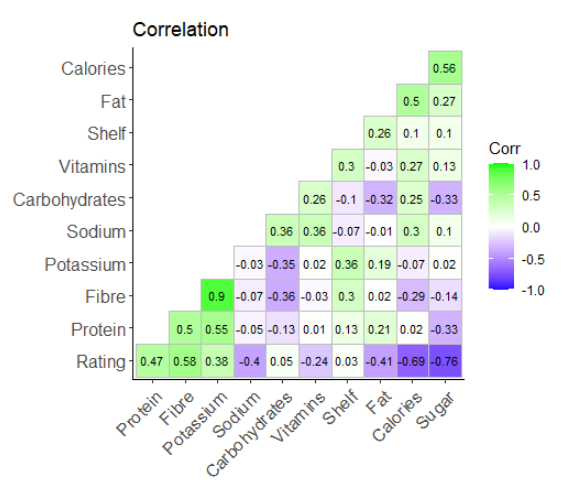 Correlation
Calories 0.56
Fat 0.5 0.27
Shelf 0.26 0.1 0.1
Vitamins 0.3 -0.03 0.27 0.13
Carbohydrates 0.26 -0.1 -0.32 0.25 -0.33
Sodium 0.36 0.36 -0.07 -0.01 0.3 0.1
Potassium -0.03 -0.35 0.02 0.36 0.19 -0.07 0.02
Fibre 0.9 -0.07 -0.36 -0.03 0.3 0.02 -0.29 -0.14
Protein 0.5 0.55 -0.05 -0.13 0.01 0.13 0.21 0.02 -0.33
Rating 0.47 0.58 0.38 -0.4 0.05 -0.24 0.03 -0.41 -0.69 -0.76
Protein Fibre Potassium Sodium Carbohydrates Vitamins Shelf Fat Calories Sugar
Corr
1.0
0.5
0.0
-0.5
-1.0